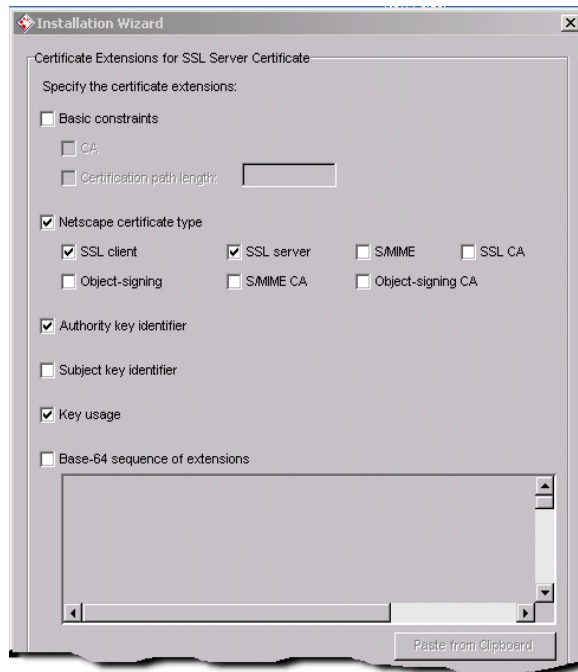 Installation Wizard
Certificate Extensions for SSL Server Certificate
Specify the certificate extensions:
Basic constraints
CA
Certification path length:
Netscape certificate type
SSL client SSL server S/MIME SSL CA
Object-signing S/MIME CA Object-signing CA
Authority key identifier
Subject key identifier
Key usage
Base-64 sequence of extensions
Paste from Clipboard